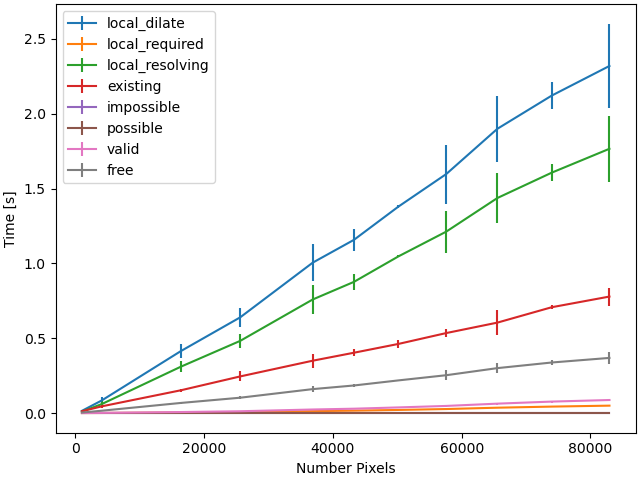 local_dilate
local_required
local_resolving
existing
impossible
possible
valid
free
Time [s]
2.5
2.0
1.5
1.0
0.5
0.0
0 20000 40000 60000 80000
Number Pixels